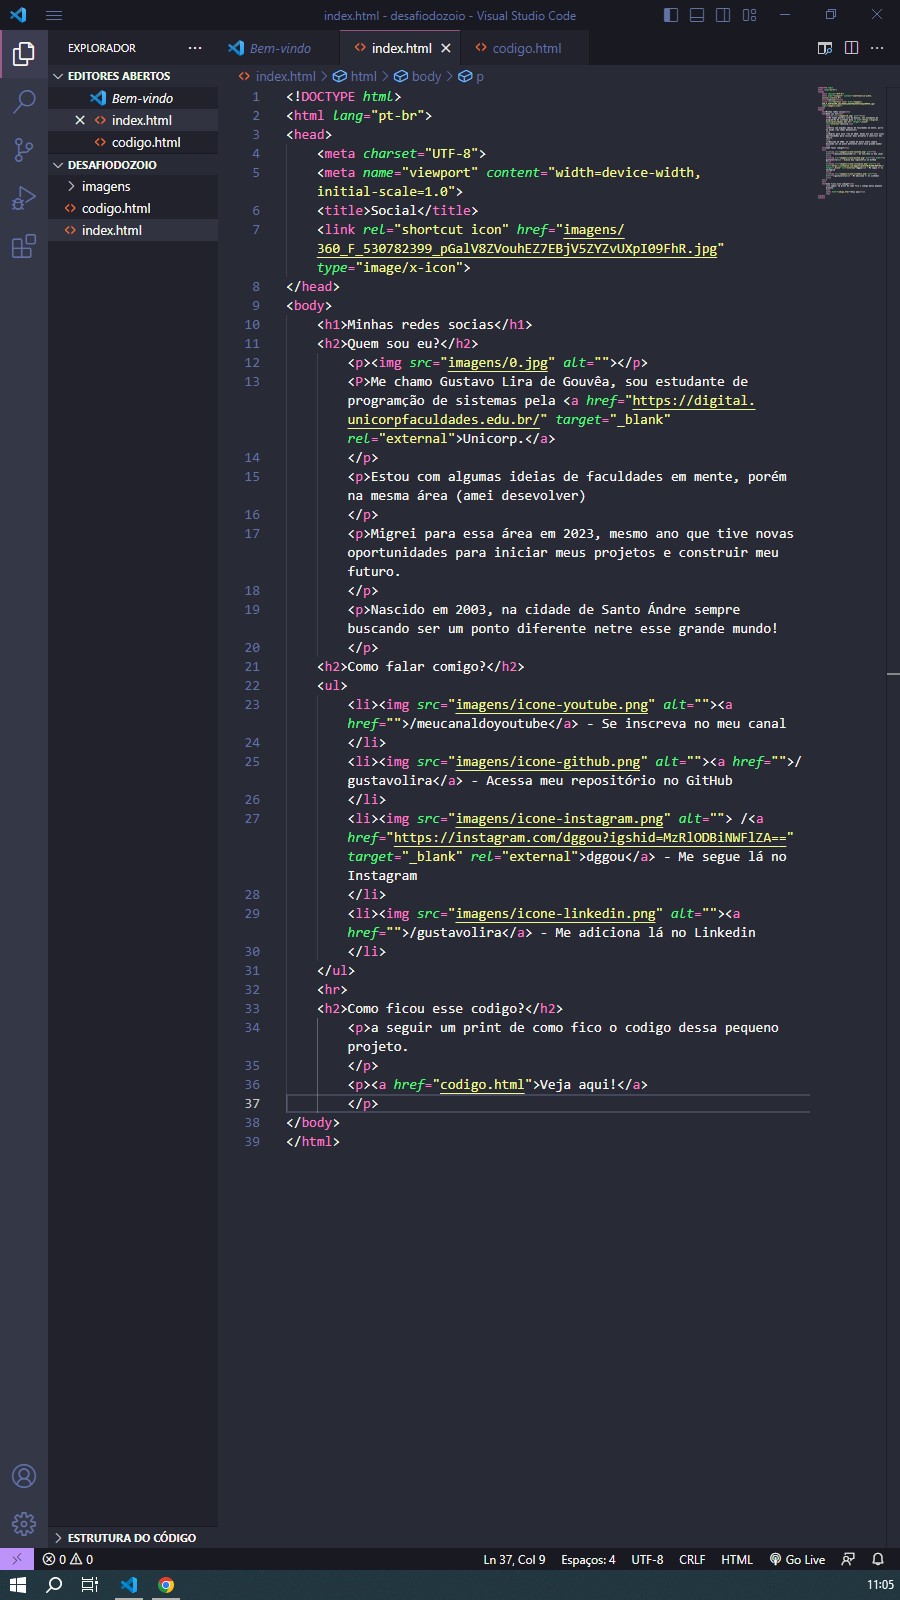 index.html - desafiodozoio - Visual Studio Code
EXPLORADOR
Bem-vindo
index.html
codigo.html
EDITORES ABERTOS
Bem-vindo
index.html
codigo.html
DESAFIODOZOIO
imagens
codigo.html
index.html
index.html > html > body > p
1 <!DOCTYPE html>
2 <html lang="pt-br">
3 <head>
4 <meta charset="UTF-8">
5 <meta name="viewport" content="width=device-width,
initial-scale=1.0">
6 <title>Social</title>
7 <link rel="shortcut icon" href="imagens/
360_F_530782399_pGalV8ZVouhEZ7EBjV5ZYZvUXpI09FhR.jpg"
type="image/x-icon">
8 </head>
9 <body>
10 <h1>Minhas redes socias</h1>
11 <h2>Quem sou eu?</h2>
12 <p><img src="imagens/0.jpg" alt=""></p>
13 <P>Me chamo Gustavo Lira de Gouvêa, sou estudante de
programção de sistemas pela <a href="https://digital.
unicorpfaculdades.edu.br/" target="_blank"
rel="external">Unicorp.</a>
14 </p>
15 <p>Estou com algumas ideias de faculdades em mente, porém
na mesma área (amei desevolver)
16 </p>
17 <p>Migrei para essa área em 2023, mesmo ano que tive novas
oportunidades para iniciar meus projetos e construir meu
futuro.
18 </p>
19 <p>Nascido em 2003, na cidade de Santo Ándre sempre
buscando ser um ponto diferente netre esse grande mundo!
20 </p>
21 <h2>Como falar comigo?</h2>
22 <ul>
23 <li><img src="imagens/icone-youtube.png" alt=""><a
href="">/meucanaldoyoutube</a> - Se inscreva no meu canal
24 </li>
25 <li><img src="imagens/icone-github.png" alt=""><a href="">/
gustavolira</a> - Acessa meu repositório no GitHub
26 </li>
27 <li><img src="imagens/icone-instagram.png" alt=""> /<a
href="https://instagram.com/dggou?igshid=MzRlODBiNWFlZA=="
target="_blank" rel="external">dggou</a> - Me segue lá no
Instagram
28 </li>
29 <li><img src="imagens/icone-linkedin.png" alt=""><a
href="">/gustavolira</a> - Me adiciona lá no Linkedin
30 </li>
31 </ul>
32 <hr>
33 <h2>Como ficou esse codigo?</h2>
34 <p>a seguir um print de como fico o codigo dessa pequeno
projeto.
35 </p>
36 <p><a href="codigo.html">Veja aqui!</a>
37 </p>
38 </body>
39 </html>
ESTRUTURA DO CÓDIGO
0 0 Ln 37, Col 9 Espaços: 4 UTF-8 CRLF HTML Go Live
11:05